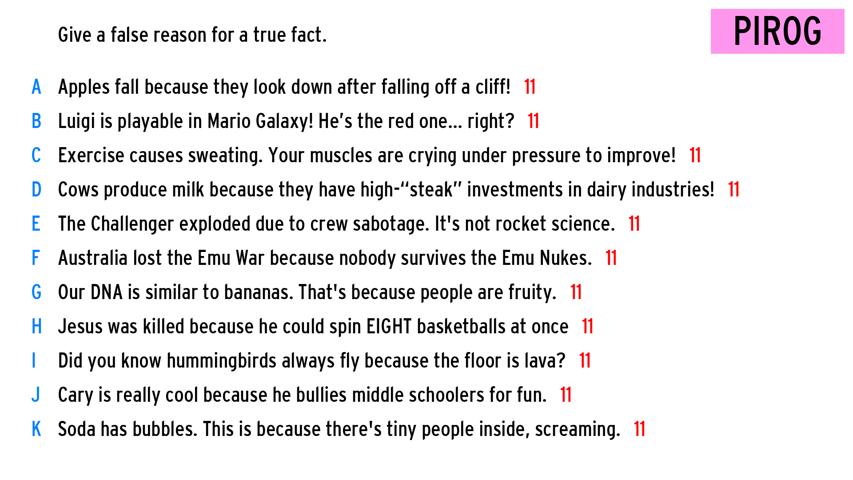 Give a false reason for a true fact.
PIROG
A Apples fall because they look down after falling off a cliff! 11
B Luigi is playable in Mario Galaxy! He's the red one... right? 11
C Exercise causes sweating. Your muscles are crying under pressure to improve! 11
D Cows produce milk because they have high-“steak” investments in dairy industries! 11
E The Challenger exploded due to crew sabotage. It's not rocket science. 11
F Australia lost the Emu War because nobody survives the Emu Nukes. 11
G Our DNA is similar to bananas. That's because people are fruity. 11
H Jesus was killed because he could spin EIGHT basketballs at once 11
I Did you know hummingbirds always fly because the floor is lava? 11
J Cary is really cool because he bullies middle schoolers for fun. 11
K Soda has bubbles. This is because there's tiny people inside, screaming. 11